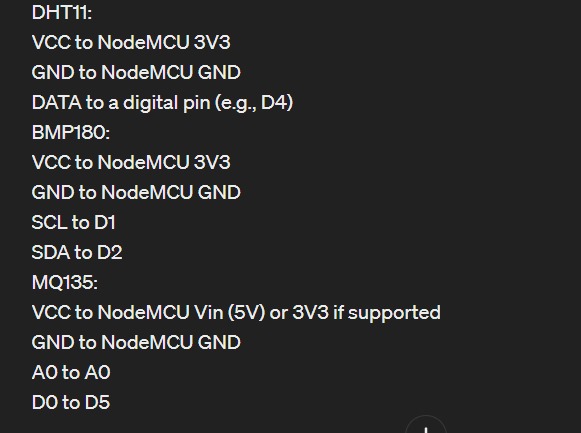 DHT11:
VCC to NodeMCU 3V3
GND to NodeMCU GND
DATA to a digital pin (e.g., D4)
BMP180:
VCC to NodeMCU 3V3
GND to NodeMCU GND
SCL to D1
SDA to D2
MQ135:
VCC to NodeMCU Vin (5V) or 3V3 if supported
GND to NodeMCU GND
A0 to A0
D0 to D5